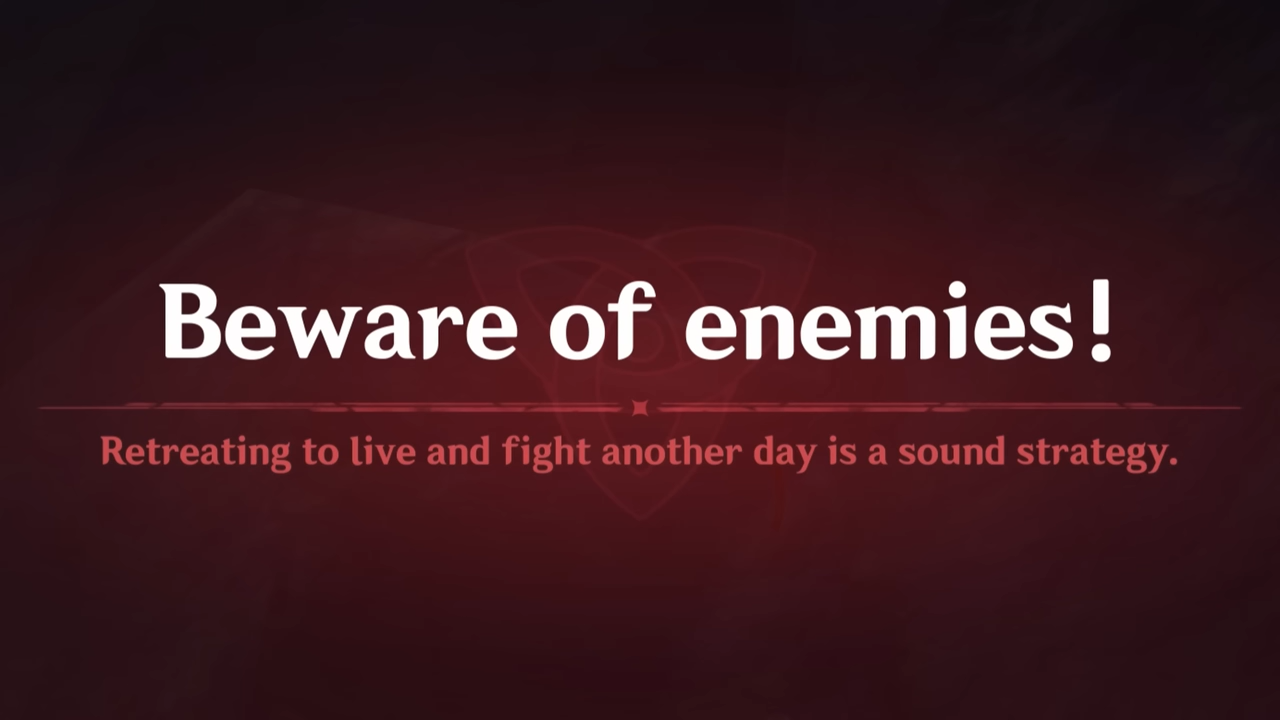 Beware of enemies!
Retreating to live and fight another day is a sound strategy.